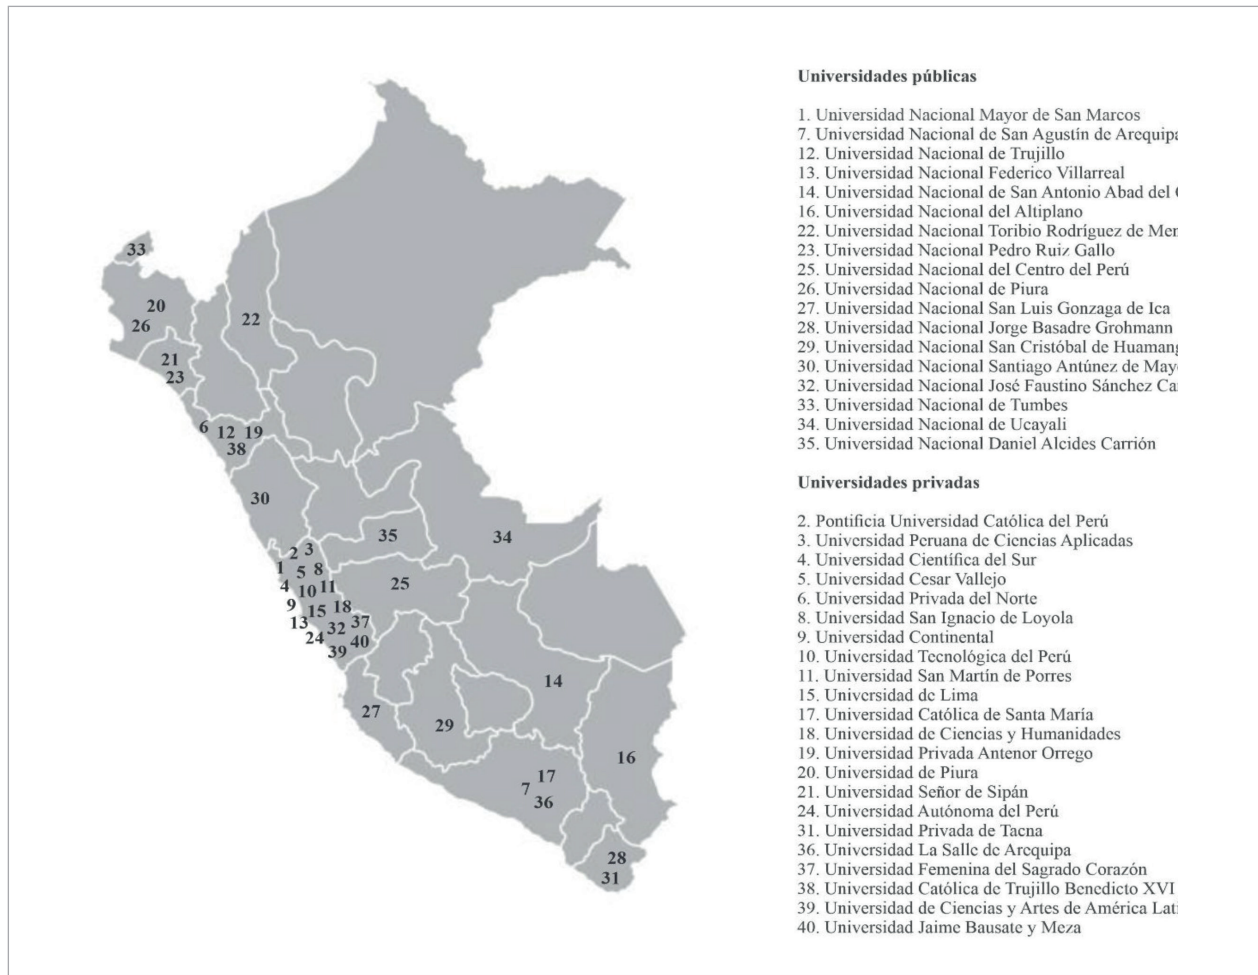 Universidades públicas
1. Universidad Nacional Mayor de San Marcos
7. Universidad Nacional de San Agustín de Arequipa
12. Universidad Nacional de Trujillo
13. Universidad Nacional Federico Villarreal
14. Universidad Nacional de San Antonio Abad del
16. Universidad Nacional del Altiplano
22. Universidad Nacional Toribio Rodríguez de Men
23. Universidad Nacional Pedro Ruiz Gallo
25. Universidad Nacional del Centro del Perú
26. Universidad Nacional de Piura
27. Universidad Nacional San Luis Gonzaga de Ica
28. Universidad Nacional Jorge Basadre Grohmann
29. Universidad Nacional San Cristóbal de Huamang
30. Universidad Nacional Santiago Antúnez de May
32. Universidad Nacional José Faustino Sánchez Ca
33. Universidad Nacional de Tumbes
34. Universidad Nacional de Ucayali
35. Universidad Nacional Daniel Alcides Carrión
Universidades privadas
2. Pontificia Universidad Católica del Perú
3. Universidad Peruana de Ciencias Aplicadas
4. Universidad Científica del Sur
5. Universidad Cesar Vallejo
6. Universidad Privada del Norte
8. Universidad San Ignacio de Loyola
9. Universidad Continental
10. Universidad Tecnológica del Perú
11. Universidad San Martín de Porres
15. Universidad de Lima
17. Universidad Católica de Santa María
18. Universidad de Ciencias y Humanidades
19. Universidad Privada Antenor Orrego
20. Universidad de Piura
21. Universidad Señor de Sipán
24. Universidad Autónoma del Perú
31. Universidad Privada de Tacna
36. Universidad La Salle de Arequipa
37. Universidad Femenina del Sagrado Corazón
38. Universidad Católica de Trujillo Benedicto XVI
39. Universidad de Ciencias y Artes de América Lati
40. Universidad Jaime Bausate y Meza
33
20
26
22
21
23
6 12 19
38
30
35
34
2 3
1 5 8
4 10 11
25
9 15 18
13 32 37
24 40
39
14
27
29
16
17
7
36
28
31